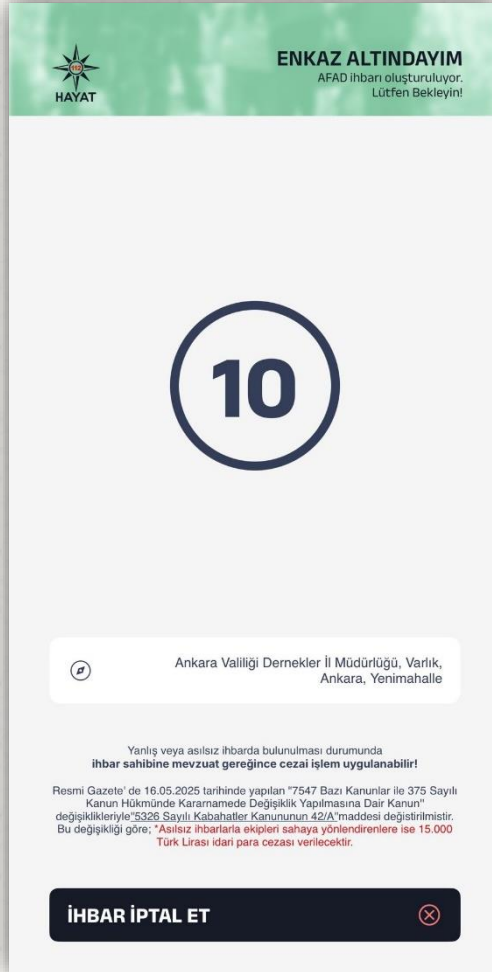 112
HAYAT
ENKAZ ALTINDAYIM
AFAD ihbarı oluşturuluyor.
Lütfen Bekleyin!
10
Ankara Valiliği Dernekler İl Müdürlüğü, Varlık,
Ankara, Yenimahalle
Yanlış veya asılsız ihbarda bulunulması durumunda
ihbar sahibine mevzuat gereğince cezai işlem uygulanabilir!
Resmi Gazete' de 16.05.2025 tarihinde yapılan "7547 Bazı Kanunlar ile 375 Sayılı
Kanun Hükmünde Kararnamede Değişiklik Yapılmasına Dair Kanun"
değişiklikleriyle"5326 Sayılı Kabahatler Kanununun 42/A"maddesi değistirilmistir.
Bu değişikliği göre; "Asılsız ihbarlarla ekipleri sahaya yönlendirenlere ise 15.000
Türk Lirası idari para cezası verilecektir.
İHBAR İPTAL ET